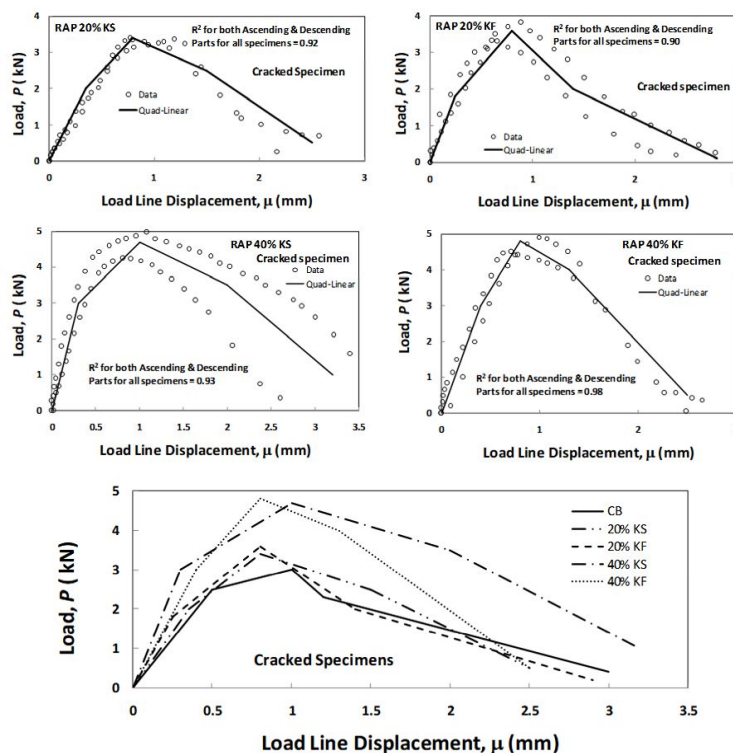 RAP 20% KS
R² for both Ascending & Descending
Parts for all specimens = 0.92
Cracked Specimen
Data
Quad-Linear
Load, P ( kN)
4
3
2
1
0
0 1 2 3
Load Line Displacement, μ (mm)
RAP 20% KF
R² for both Ascending & Descending
Parts for all specimens = 0.90
Cracked specimen
Data
Quad-Linear
Load, P ( kN)
4
3
2
1
0
0 1 2
Load Line Displacement, μ (mm)
RAP 40% KS
Cracked specimen
Data
Quad-Linear
R² for both Ascending & Descending
Parts for all specimens = 0.93
Load, P ( kN)
5
4
3
2
1
0
0 0.5 1 1.5 2 2.5 3 3.5
Load Line Displacement, μ (mm)
RAP 40% KF
Cracked specimen
Data
Quad-Linear
R² for both Ascending & Descending
Parts for all specimens = 0.98
Load, P ( kN)
5
4
3
2
1
0
0 1 2
Load Line Displacement, μ (mm)
CB
20% KS
20% KF
40% KS
40% KF
Cracked Specimens
Load, P ( kN)
5
4
3
2
1
0
0 0.5 1 1.5 2 2.5 3 3.5
Load Line Displacement, μ (mm)